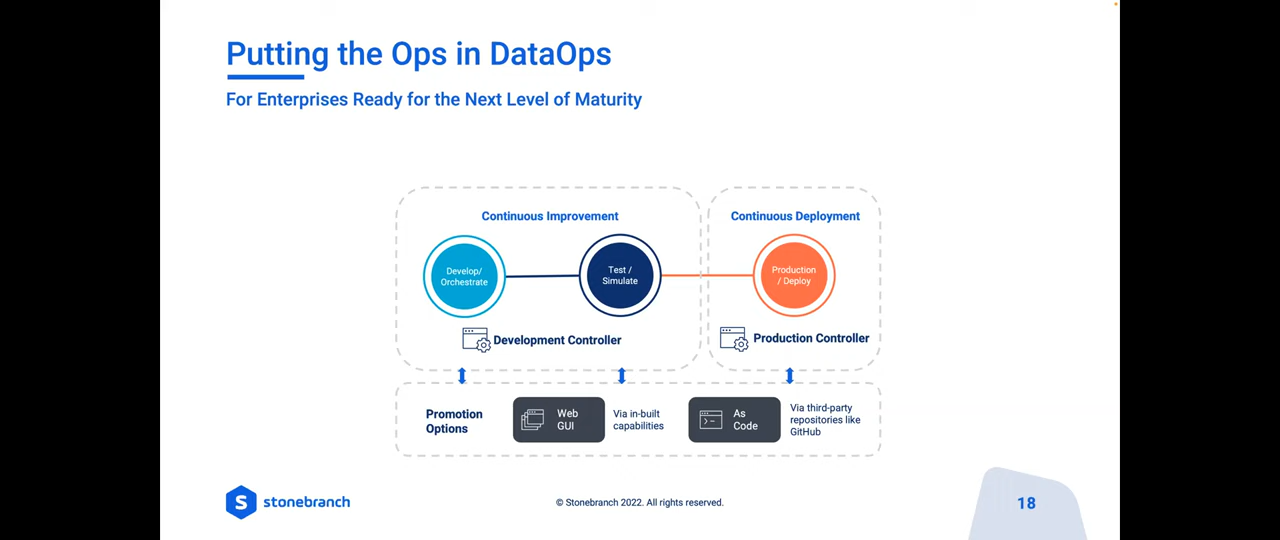 Putting the Ops in DataOps
For Enterprises Ready for the Next Level of Maturity
Continuous Improvement
Continuous Deployment
Develop/
Orchestrate
Test /
Simulate
Production
/ Deploy
Development Controller
Production Controller
Promotion
Options
Web
GUI
Via in-built
capabilities
As
Code
Via third-party
repositories like
GitHub
S stonebranch
© Stonebranch 2022. All rights reserved.
18